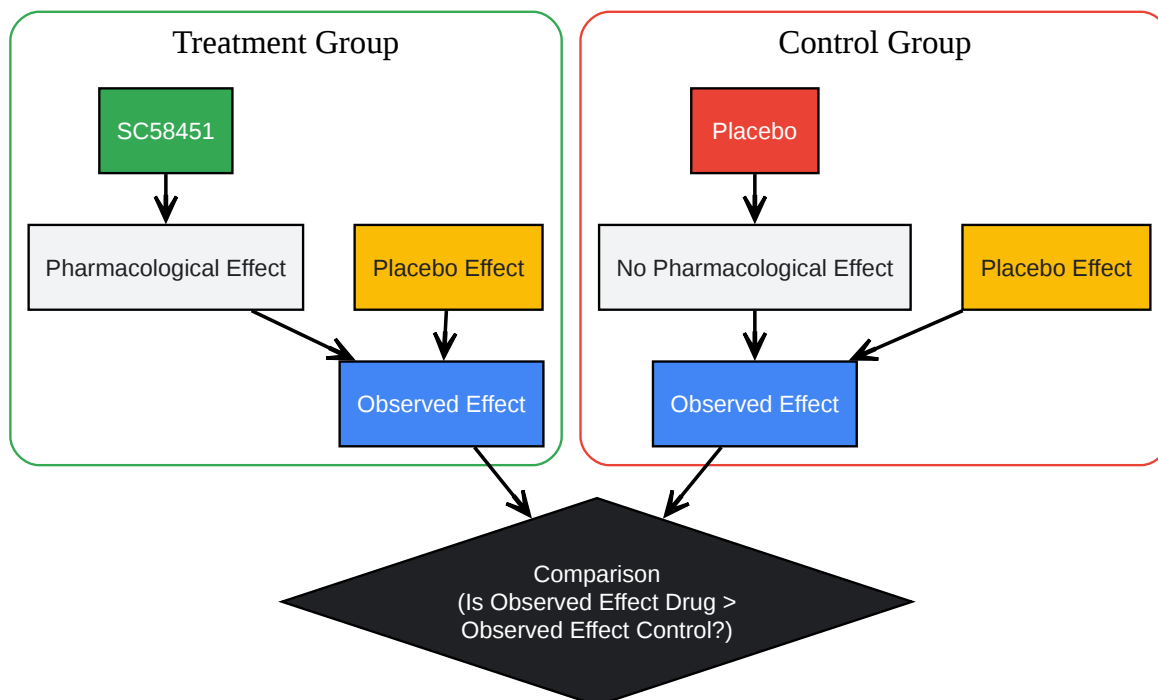 Treatment Group
Control Group
SC58451
Placebo
Pharmacological Effect
Placebo Effect
No Pharmacological Effect
Placebo Effect
Observed Effect
Observed Effect
Comparison
(Is Observed Effect Drug >
Observed Effect Control?)